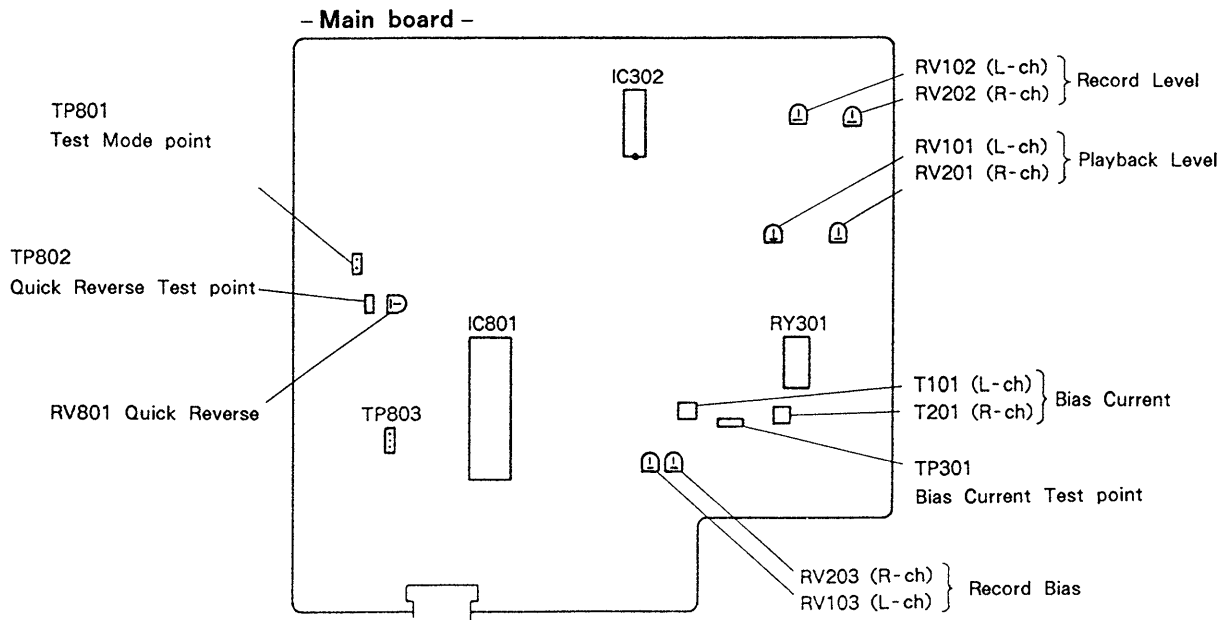 – Main board –
IC302
RV102 (L-ch)
RV202 (R-ch)
Record Level
TP801
Test Mode point
RV101 (L-ch)
RV201 (R-ch)
Playback Level
TP802
Quick Reverse Test point
IC801
RY301
T101 (L-ch)
T201 (R-ch)
Bias Current
RV801 Quick Reverse
TP803
TP301
Bias Current Test point
RV203 (R-ch)
RV103 (L-ch)
Record Bias